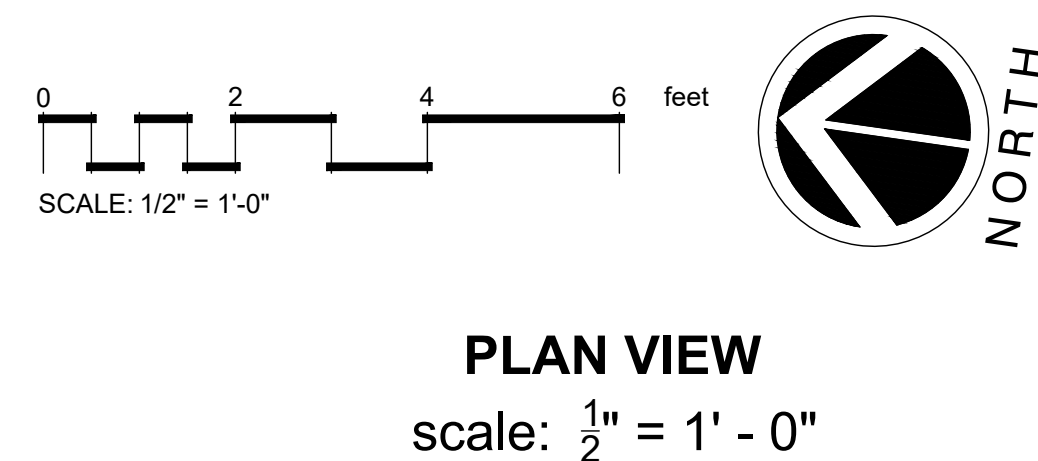 0 2 4 6 feet
SCALE: 1/2" = 1'-0"
NORTH
PLAN VIEW
scale: ½" = 1' - 0"